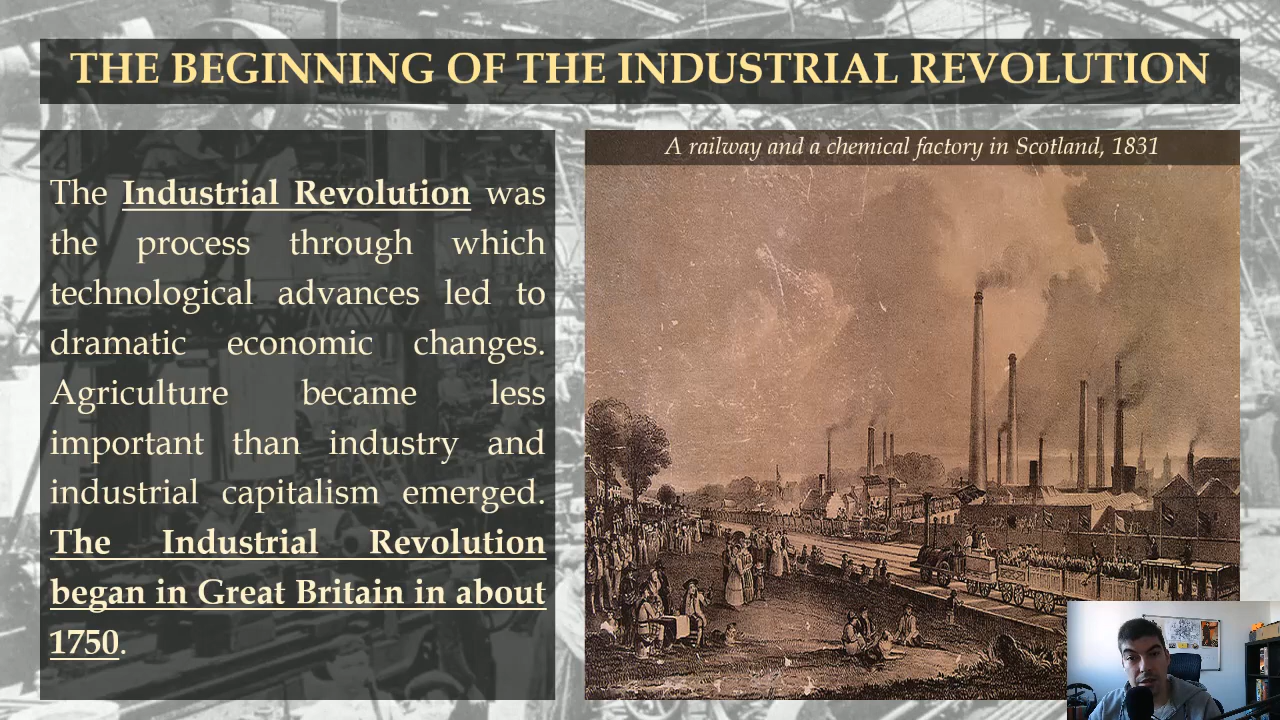 THE BEGINNING OF THE INDUSTRIAL REVOLUTION
A railway and a chemical factory in Scotland, 1831
The Industrial Revolution was
the process through which
technological advances led to
dramatic economic changes.
Agriculture became less
important than industry and
industrial capitalism emerged.
The Industrial Revolution
began in Great Britain in about
1750.